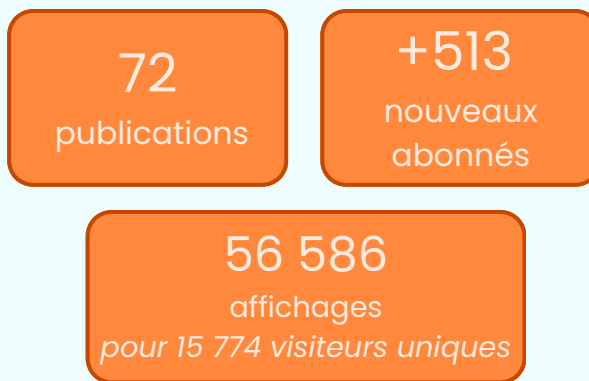 72
publications
+513
nouveaux
abonnés
56 586
affichages
pour 15 774 visiteurs uniques